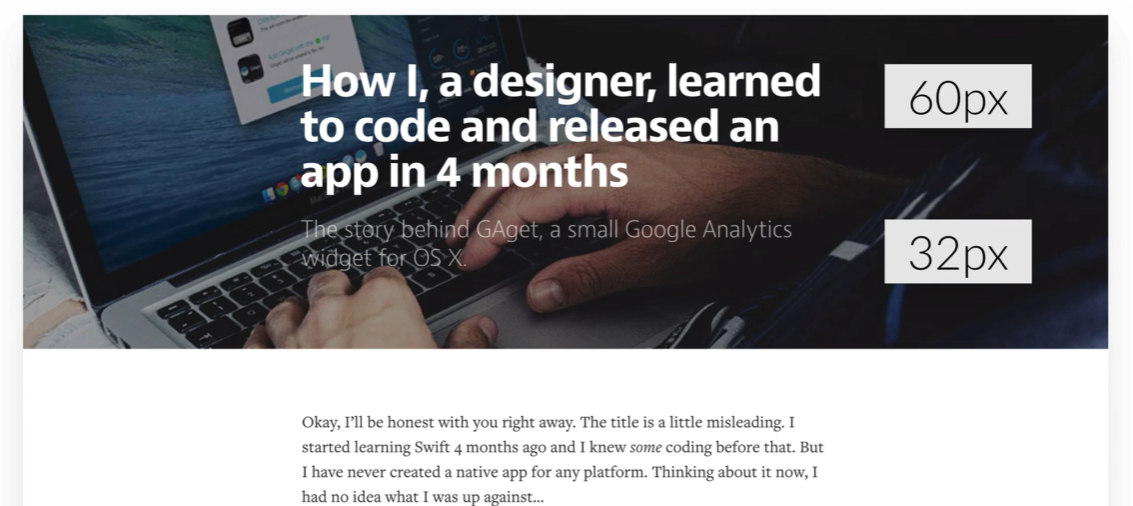 How I, a designer, learned
to code and released an
app in 4 months
60px
The story behind GAget, a small Google Analytics
widget for OS X.
32px
Okay, I’ll be honest with you right away. The title is a little misleading. I
started learning Swift 4 months ago and I knew some coding before that. But
I have never created a native app for any platform. Thinking about it now, I
had no idea what I was up against…